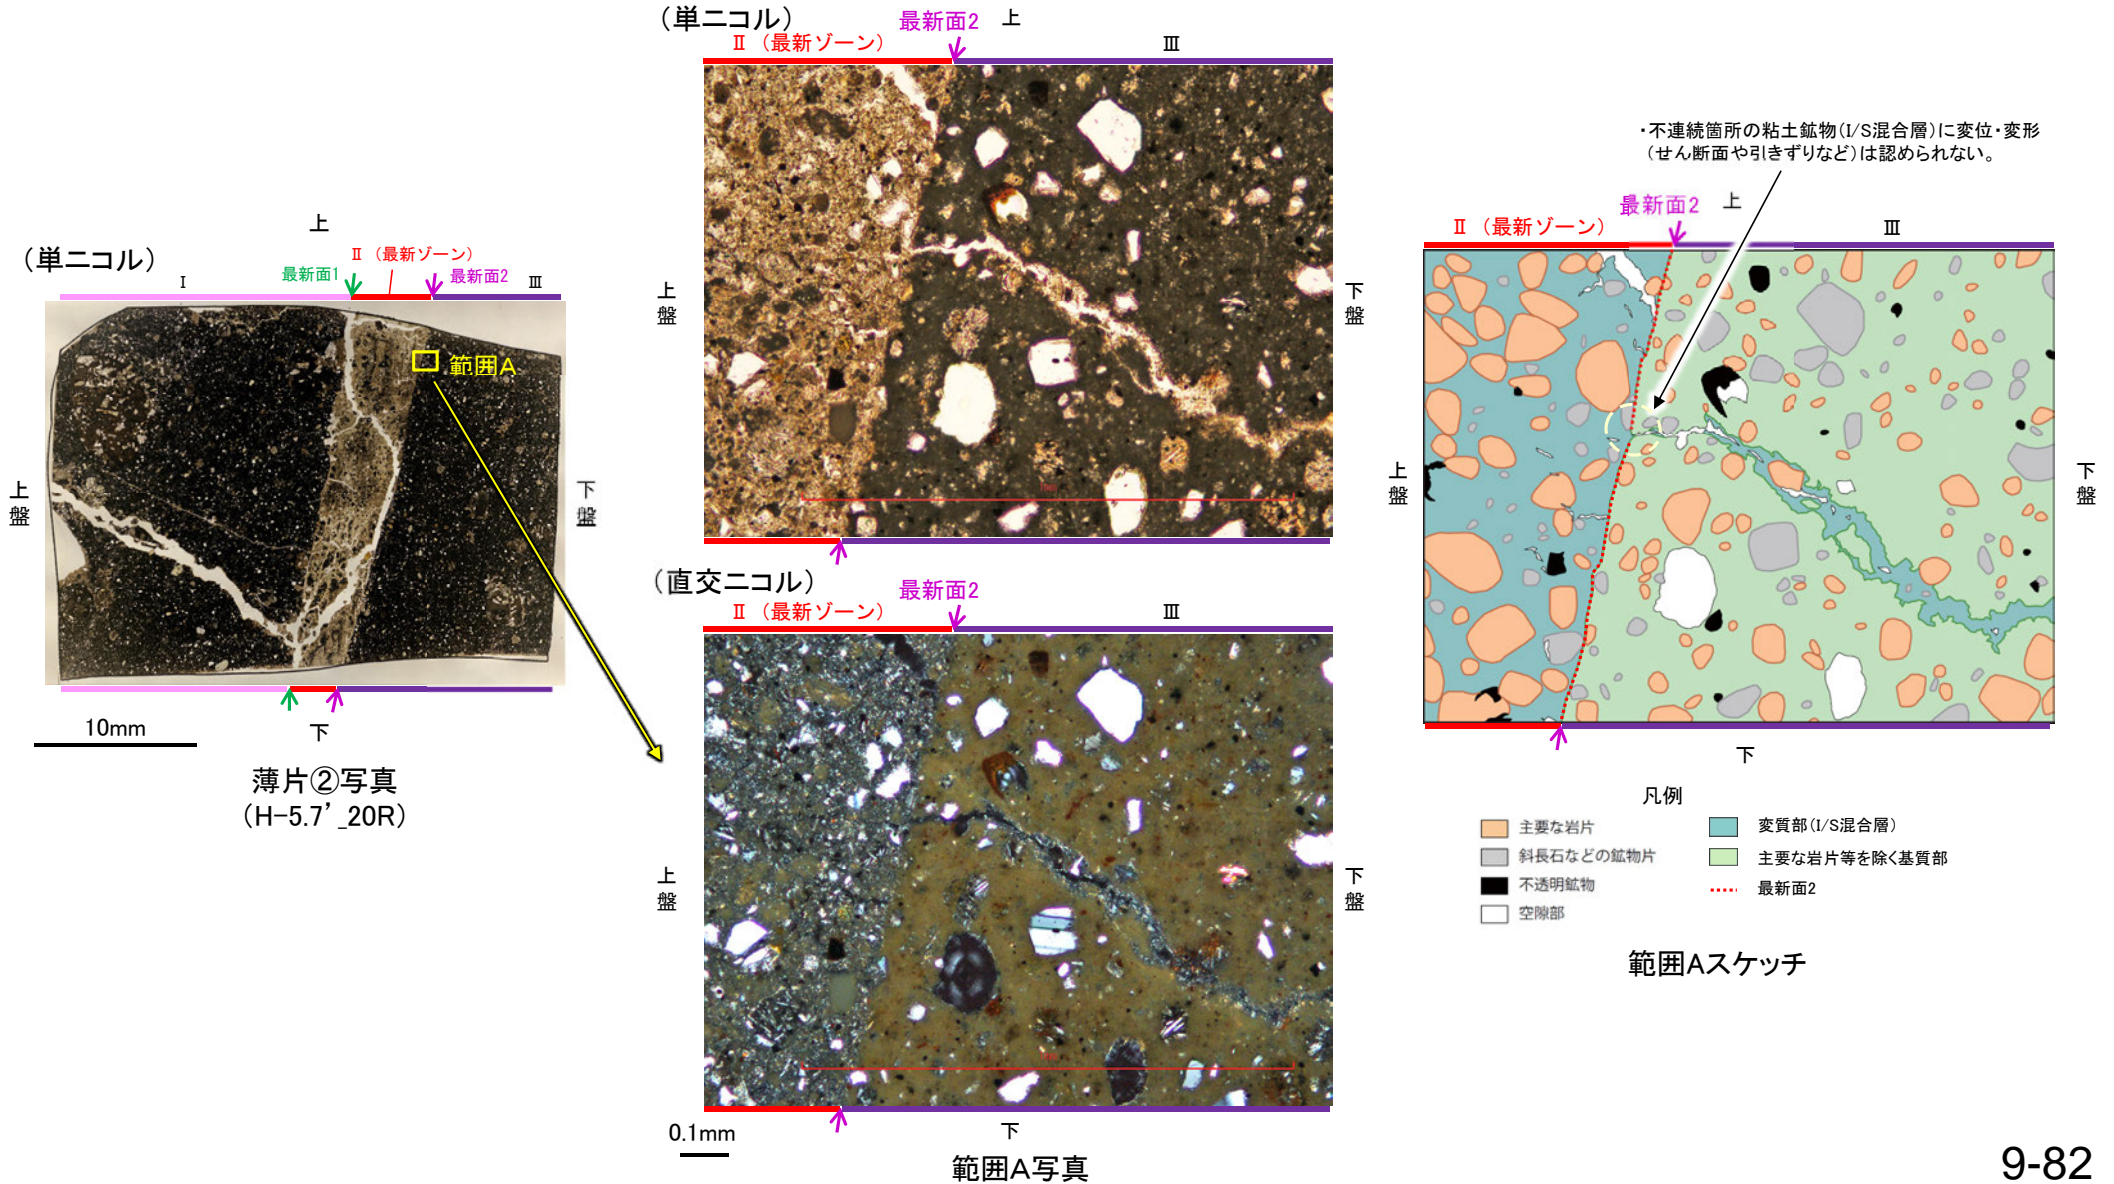 (単ニコル)
上
Ⅱ （最新ゾーン）
最新面1
最新面2
Ⅰ
Ⅲ
範囲A
上盤
下盤
10mm
下
薄片②写真
(H-5.7’_20R)
(単ニコル)
最新面2
上
Ⅱ （最新ゾーン）
Ⅲ
上盤
下盤
(直交ニコル)
最新面2
Ⅱ （最新ゾーン）
Ⅲ
上盤
下盤
0.1mm
下
範囲A写真
・不連続箇所の粘土鉱物(I/S混合層)に変位・変形
(せん断面や引きずりなど)は認められない。
最新面2
上
Ⅱ （最新ゾーン）
Ⅲ
上盤
下盤
下
凡例
主要な岩片
変質部(I/S混合層)
斜長石などの鉱物片
主要な岩片等を除く基質部
不透明鉱物
最新面2
空隙部
範囲Aスケッチ
9-82